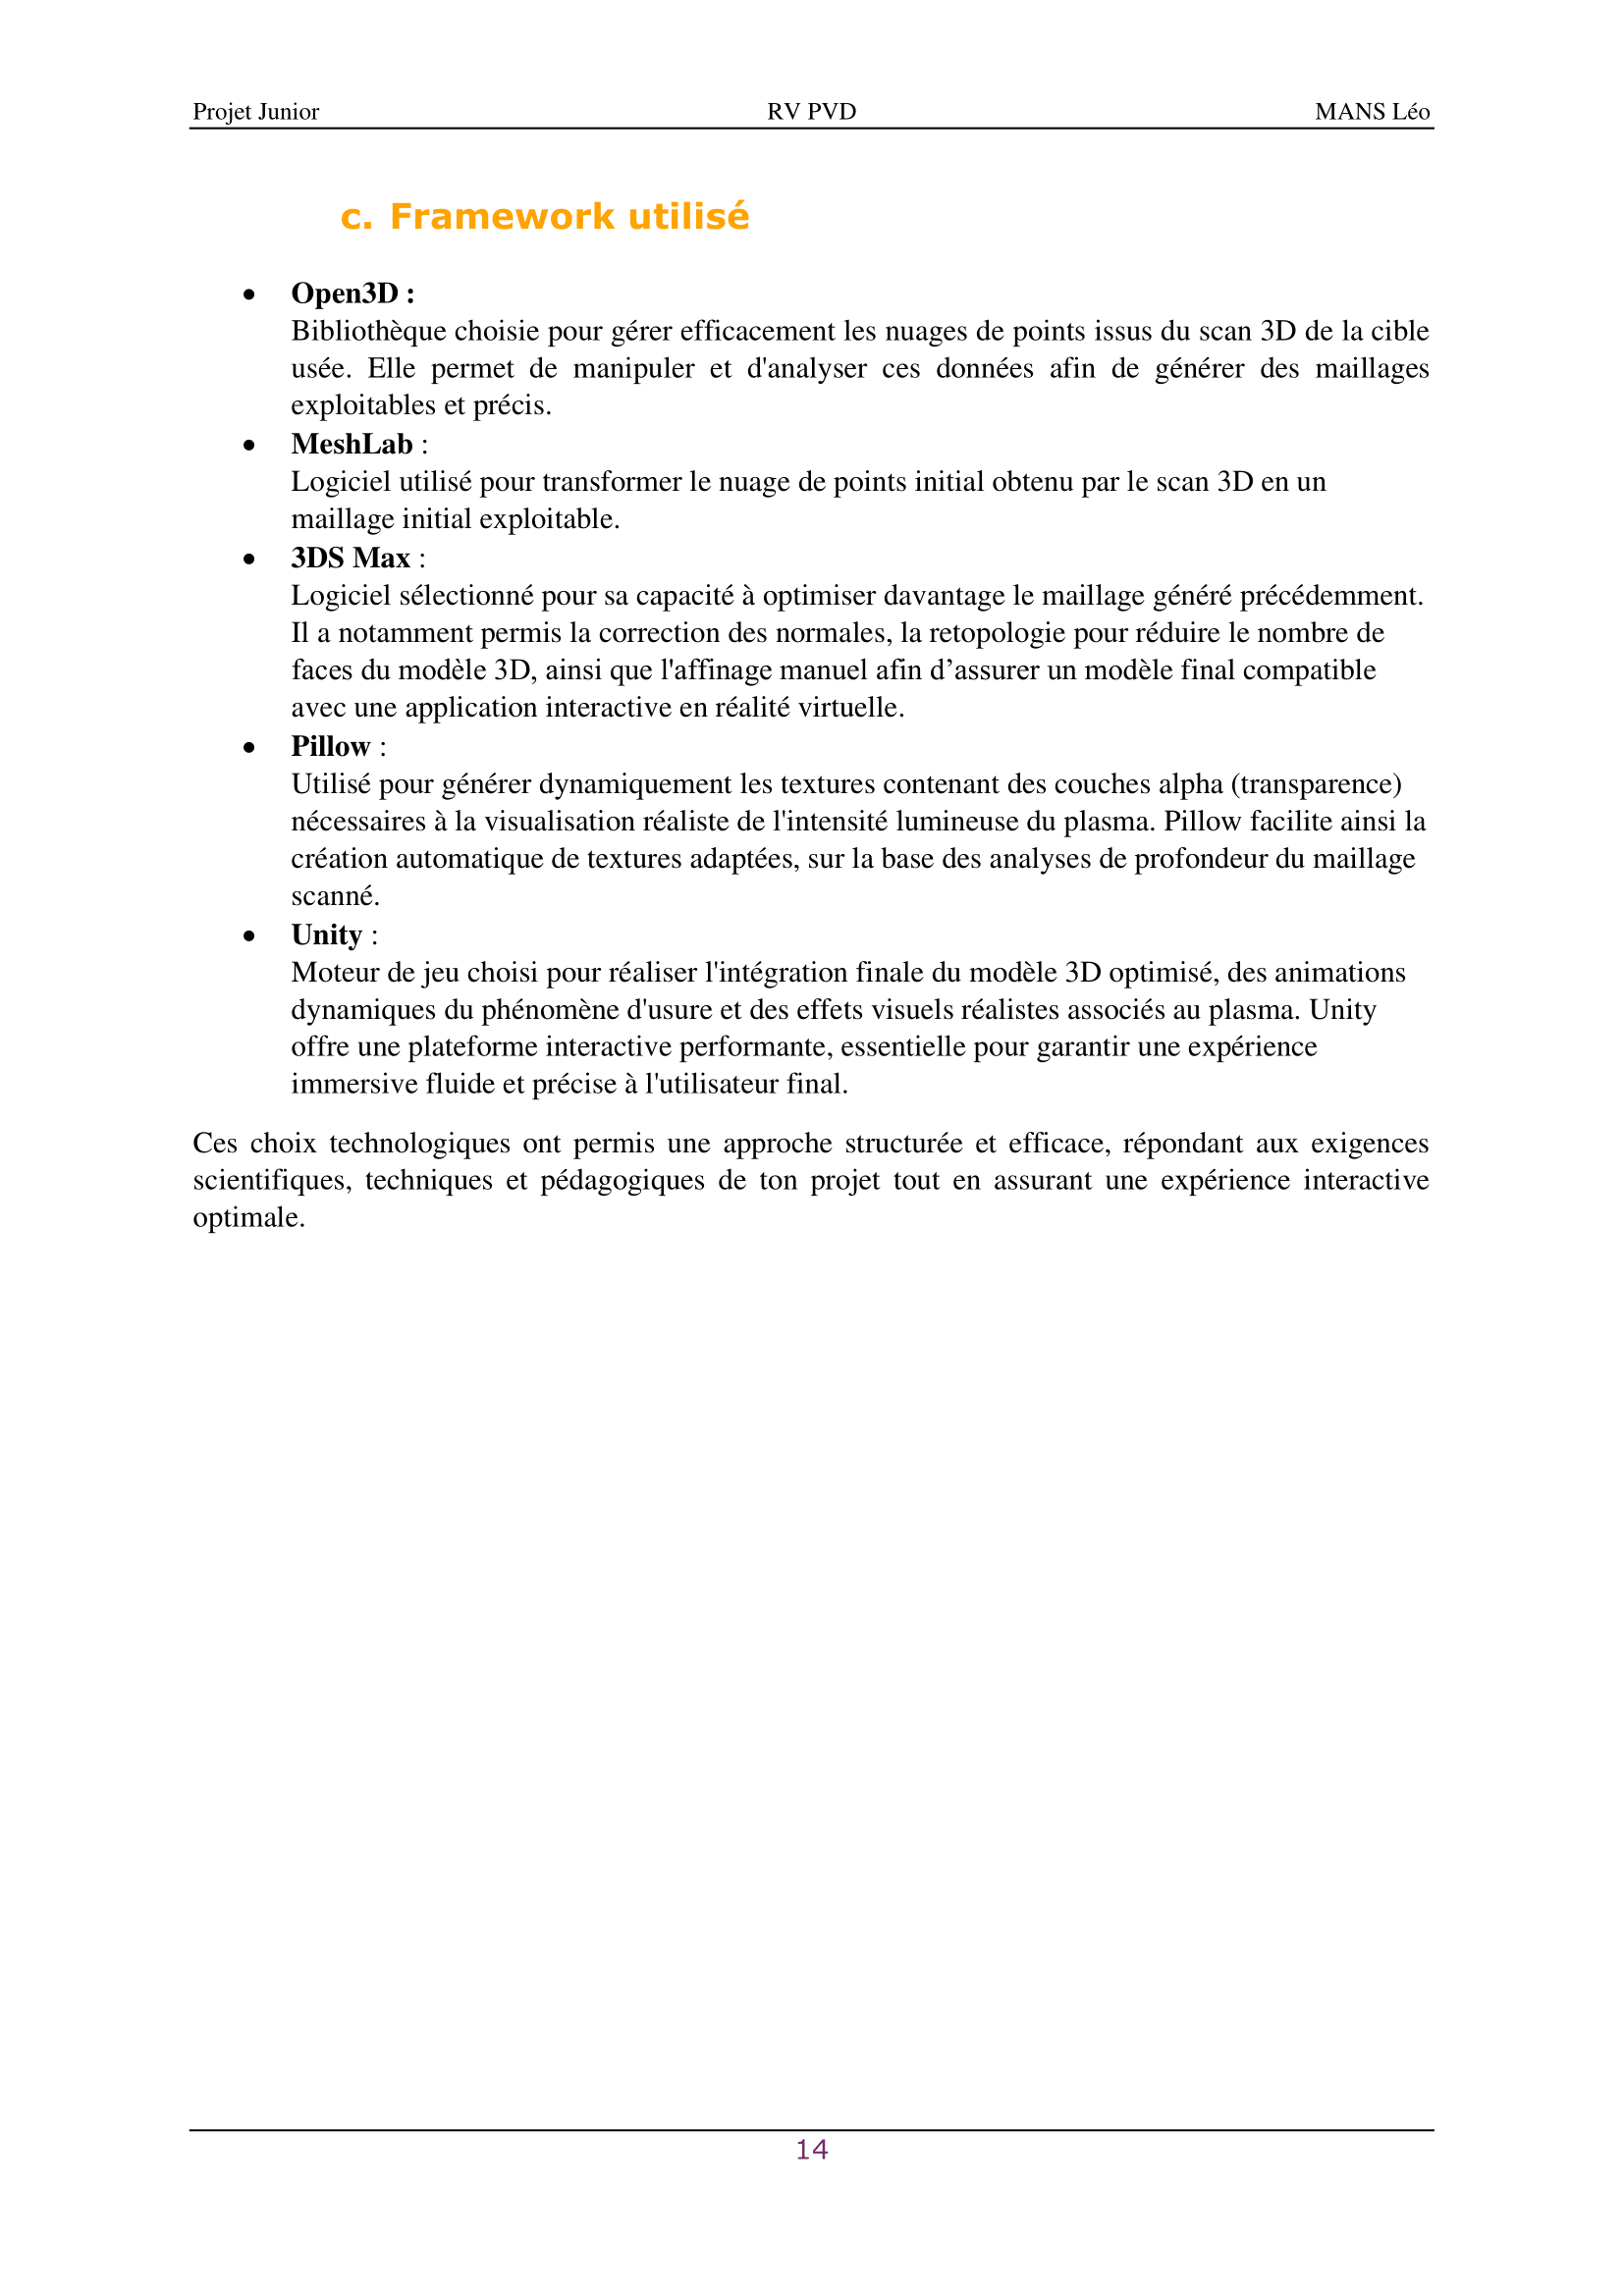 Projet Junior RV PVD MANS Léo
c. Framework utilisé
• Open3D :
Bibliothèque choisie pour gérer efficacement les nuages de points issus du scan 3D de la cible
usée. Elle permet de manipuler et d'analyser ces données afin de générer des maillages
exploitables et précis.
• MeshLab :
Logiciel utilisé pour transformer le nuage de points initial obtenu par le scan 3D en un
maillage initial exploitable.
• 3DS Max :
Logiciel sélectionné pour sa capacité à optimiser davantage le maillage généré précédemment.
Il a notamment permis la correction des normales, la retopologie pour réduire le nombre de
faces du modèle 3D, ainsi que l'affinage manuel afin d’assurer un modèle final compatible
avec une application interactive en réalité virtuelle.
• Pillow :
Utilisé pour générer dynamiquement les textures contenant des couches alpha (transparence)
nécessaires à la visualisation réaliste de l'intensité lumineuse du plasma. Pillow facilite ainsi la
création automatique de textures adaptées, sur la base des analyses de profondeur du maillage
scanné.
• Unity :
Moteur de jeu choisi pour réaliser l'intégration finale du modèle 3D optimisé, des animations
dynamiques du phénomène d'usure et des effets visuels réalistes associés au plasma. Unity
offre une plateforme interactive performante, essentielle pour garantir une expérience
immersive fluide et précise à l'utilisateur final.
Ces choix technologiques ont permis une approche structurée et efficace, répondant aux exigences
scientifiques, techniques et pédagogiques de ton projet tout en assurant une expérience interactive
optimale.
14